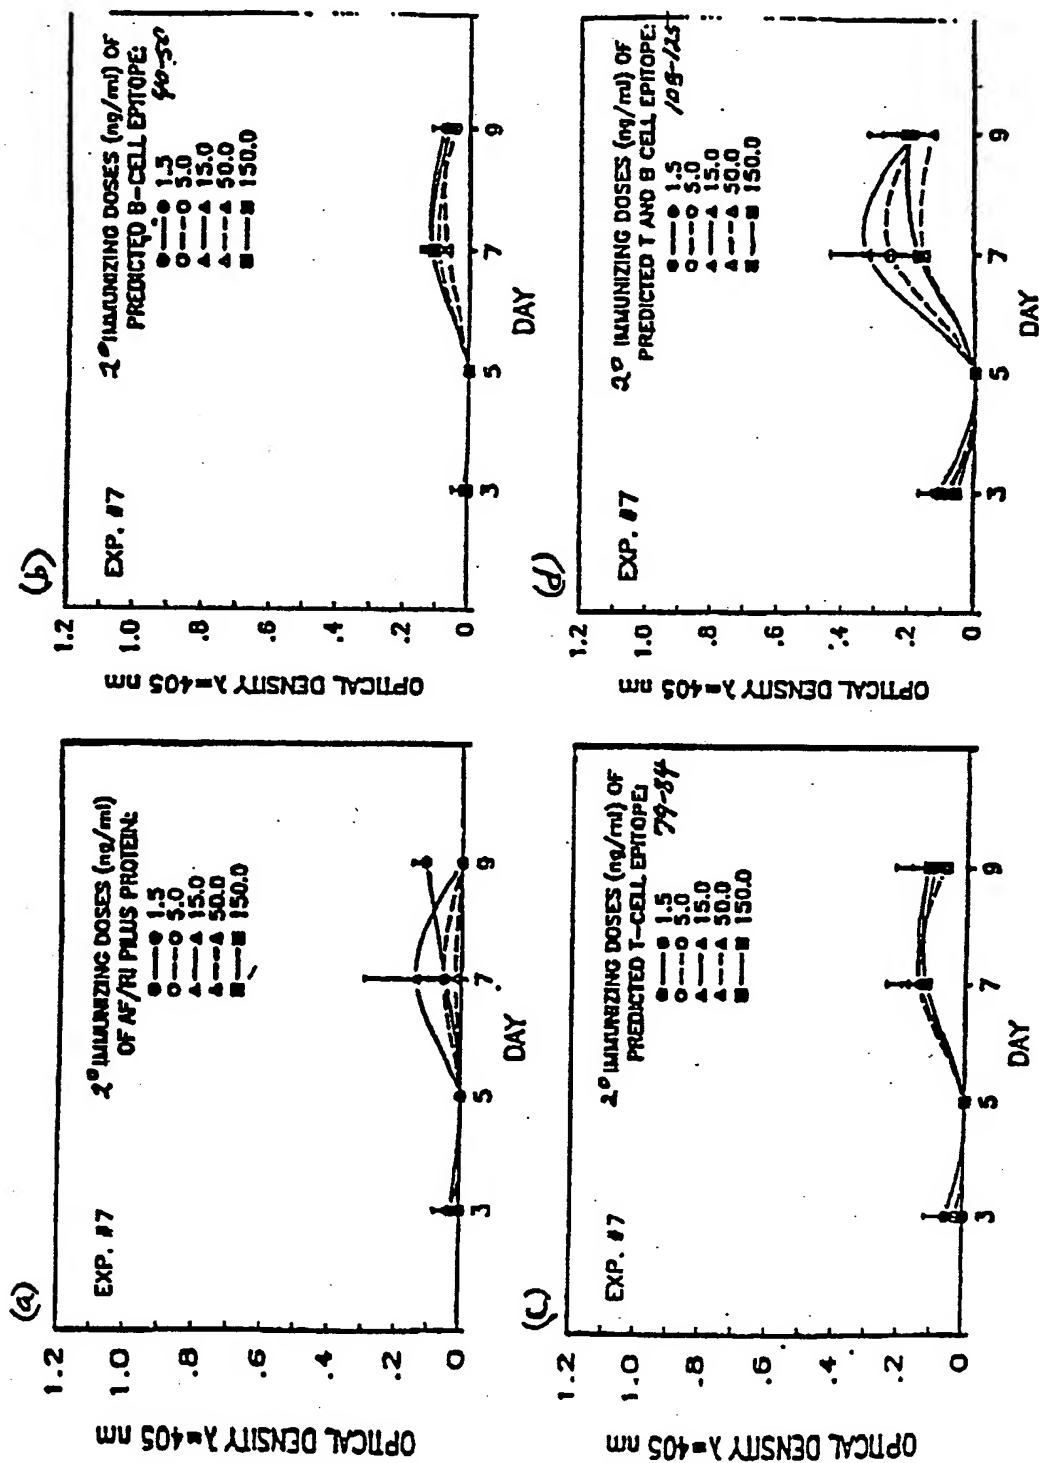 (a)
EXP. #7
2° IMMUNIZING DOSES (ng/ml)
OF AF/RI PILUS PROTEIN:
1.5
5.0
15.0
50.0
150.0
1.2
1.0
.8
.6
.4
.2
0
OPTICAL DENSITY λ=405 nm
3
5
7
9
DAY
(b)
EXP. #7
2° IMMUNIZING DOSES (ng/ml) OF
PREDICTED B-CELL EPITOPE:
40-50
1.5
5.0
15.0
50.0
150.0
1.2
1.0
.8
.6
.4
.2
0
OPTICAL DENSITY λ=405 nm
3
5
7
9
DAY
(c)
EXP. #7
2° IMMUNIZING DOSES (ng/ml) OF
PREDICTED T-CELL EPITOPE:
79-84
1.5
5.0
15.0
50.0
150.0
1.2
1.0
.8
.6
.4
.2
0
OPTICAL DENSITY λ=405 nm
3
5
7
9
DAY
(d)
EXP. #7
2° IMMUNIZING DOSES (ng/ml) OF
PREDICTED T AND B CELL EPITOPE:
108-125
1.5
5.0
15.0
50.0
150.0
1.2
1.0
.8
.6
.4
.2
0
OPTICAL DENSITY λ=405 nm
3
5
7
9
DAY